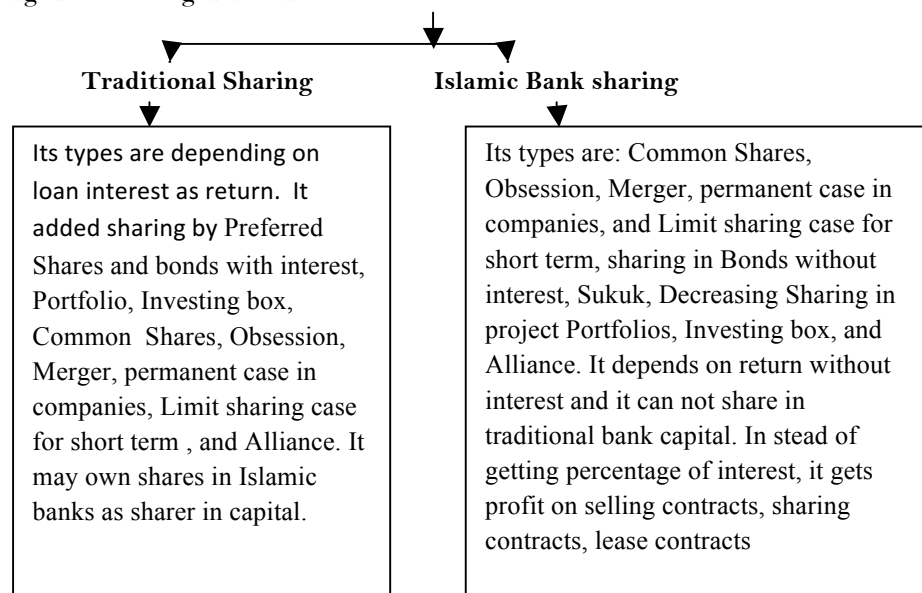 Traditional Sharing
Islamic Bank sharing
Its types are depending on
loan interest as return. It
added sharing by Preferred
Shares and bonds with interest,
Portfolio, Investing box,
Common Shares, Obsession,
Merger, permanent case in
companies, Limit sharing case
for short term , and Alliance. It
may own shares in Islamic
banks as sharer in capital.
Its types are: Common Shares,
Obsession, Merger, permanent case in
companies, and Limit sharing case for
short term, sharing in Bonds without
interest, Sukuk, Decreasing Sharing in
project Portfolios, Investing box, and
Alliance. It depends on return without
interest and it can not share in
traditional bank capital. In stead of
getting percentage of interest, it gets
profit on selling contracts, sharing
contracts, lease contracts